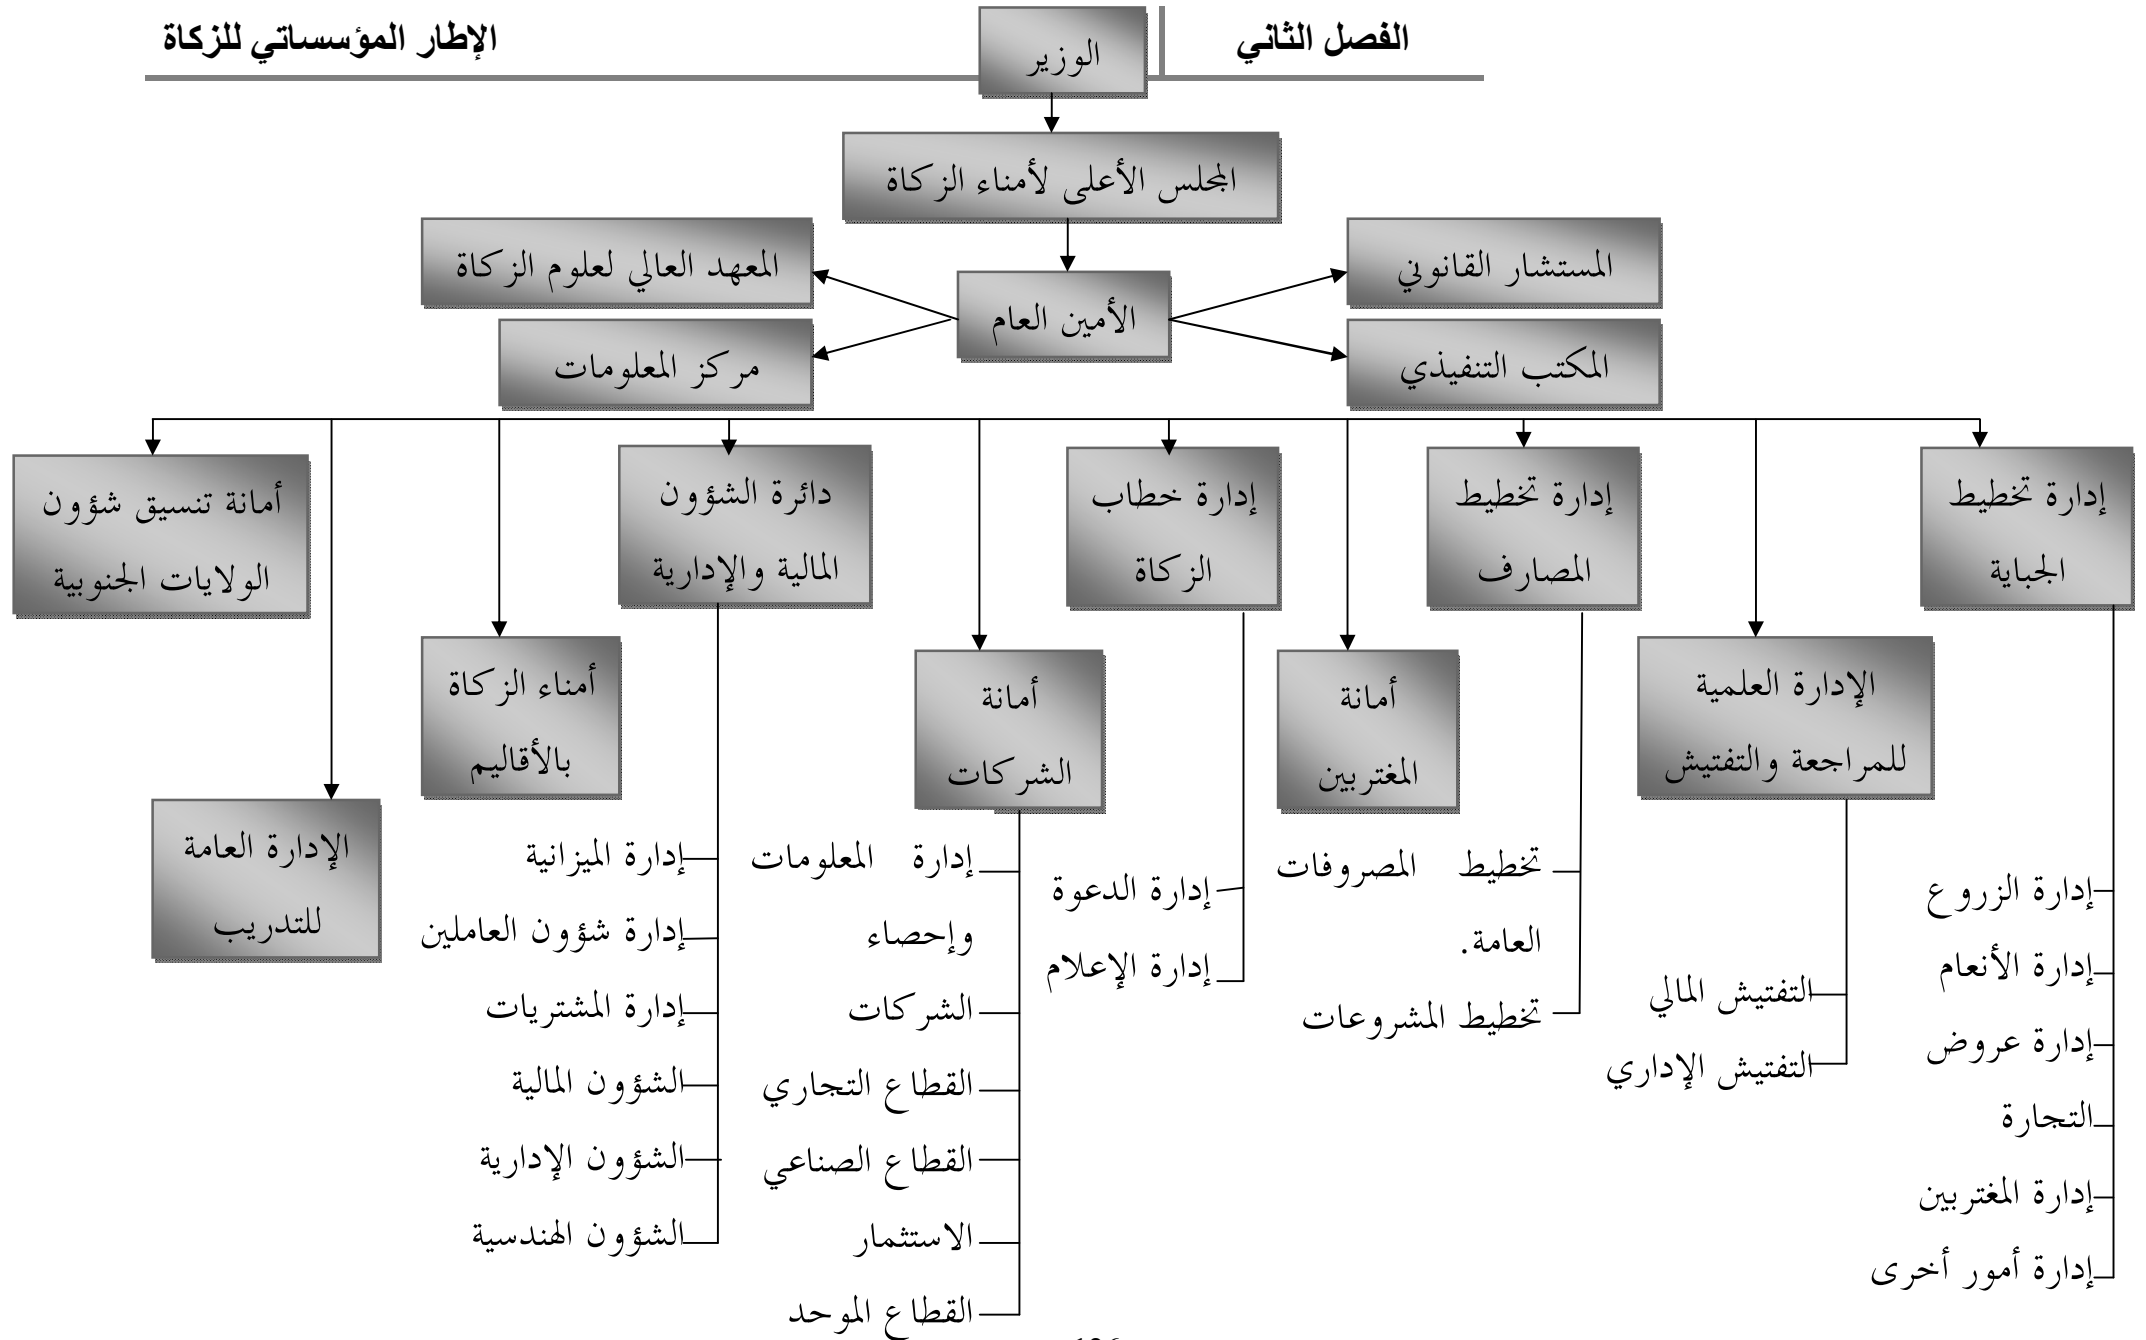 الفصل الثاني
الإطار المؤسساتي للزكاة
الوزير
المجلس الأعلى لأمناء الزكاة
المستشار القانوني
المعهد العالي لعلوم الزكاة
الأمين العام
المكتب التنفيذي
مركز المعلومات
إدارة تخطيط
الجباية
إدارة تخطيط
المصارف
إدارة خطاب
الزكاة
دائرة الشؤون
المالية والإدارية
أمانة تنسيق شؤون
الولايات الجنوبية
الإدارة العلمية
للمراجعة والتفتيش
أمانة
المغتربين
أمانة
الشركات
أمناء الزكاة
بالأقاليم
الإدارة العامة
للتدريب
إدارة الزروع
إدارة الأنعام
إدارة عروض
التجارة
إدارة المغتربين
إدارة أمور أخرى
التفتيش المالي
التفتيش الإداري
تخطيط المصروفات
العامة.
تخطيط المشروعات
إدارة الدعوة
إدارة الإعلام
إدارة المعلومات
وإحصاء
الشركات
القطاع التجاري
القطاع الصناعي
الاستثمار
القطاع الموحد
إدارة الميزانية
إدارة شؤون العاملين
إدارة المشتريات
الشؤون المالية
الشؤون الإدارية
الشؤون الهندسية